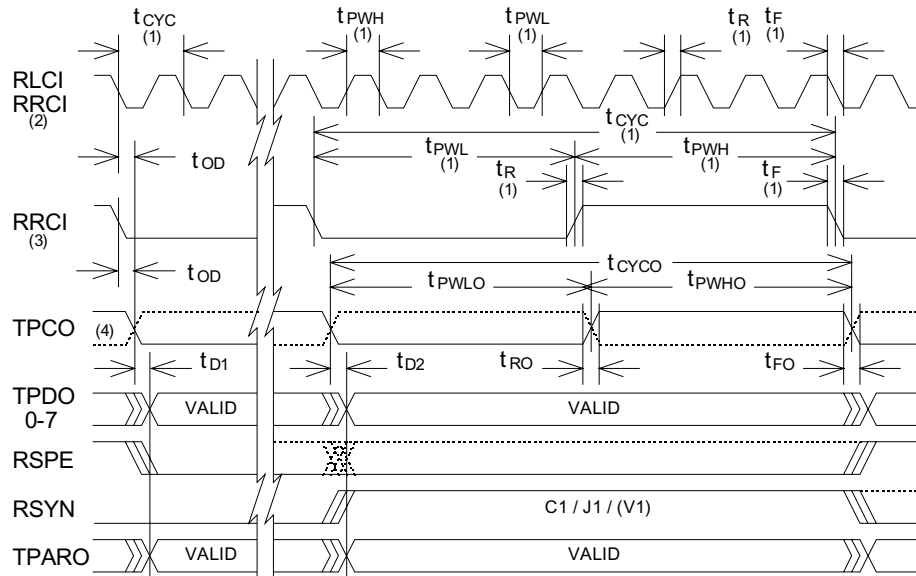 tCYC (1) tPWH (1) tPWL (1) tR (1) tF (1)
RLCI
RRCI
(2)
tCYC (1)
tOD tPWL (1) tPWH (1)
tR (1) tF (1)
RRCI
(3)
tOD tCYCO
tPWLO tPWHO
TPCO (4)
tD1 tD2 tRO tFO
TPDO
0-7
VALID VALID
RSPE
RSYN C1 / J1 / (V1)
TPARO VALID VALID